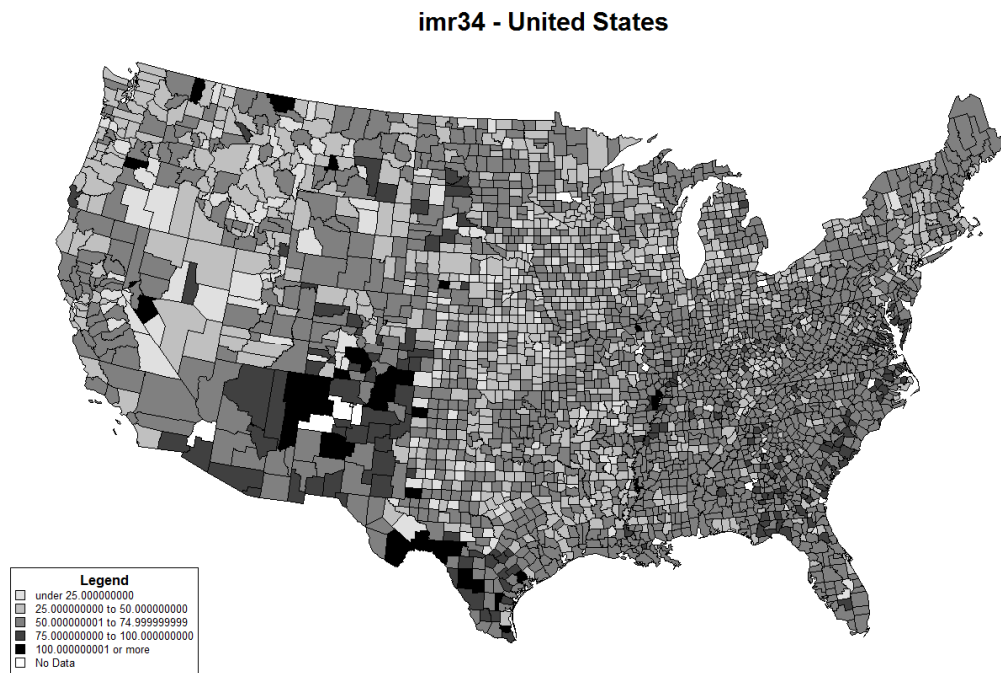 imr34 - United States
Legend
under 25.000000000
25.000000000 to 50.000000000
50.000000001 to 74.999999999
75.000000000 to 100.000000000
100.000000001 or more
No Data